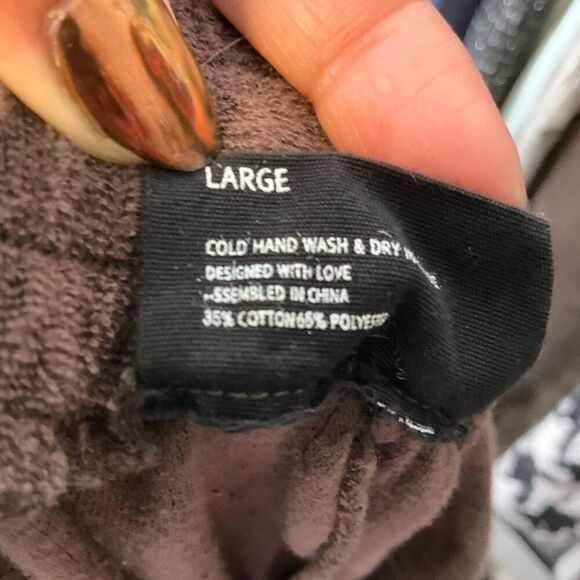 LARGE
COLD HAND WASH & DRY
DESIGNED WITH LOVE
ASSEMBLED IN CHINA
35% COTTON65% POLYESTER